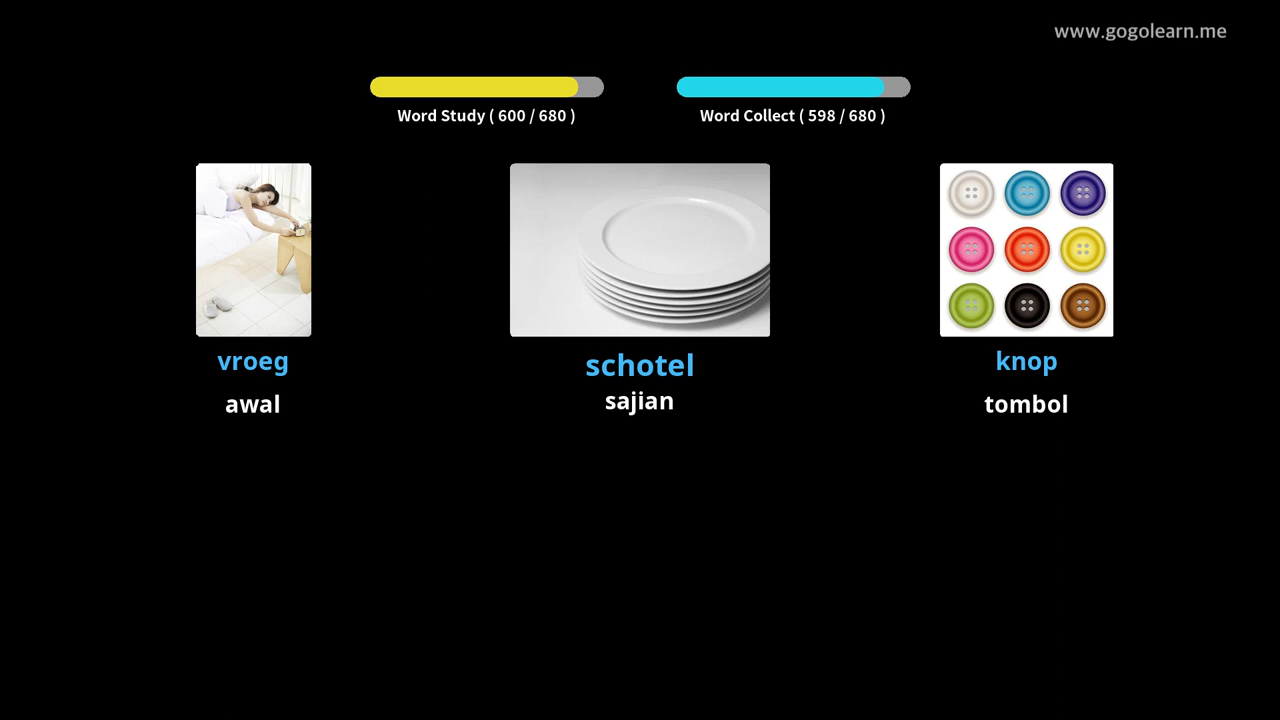 www.gogolearn.me
Word Study ( 600 / 680 )
Word Collect ( 598 / 680 )
vroeg
awal
schotel
sajian
knop
tombol